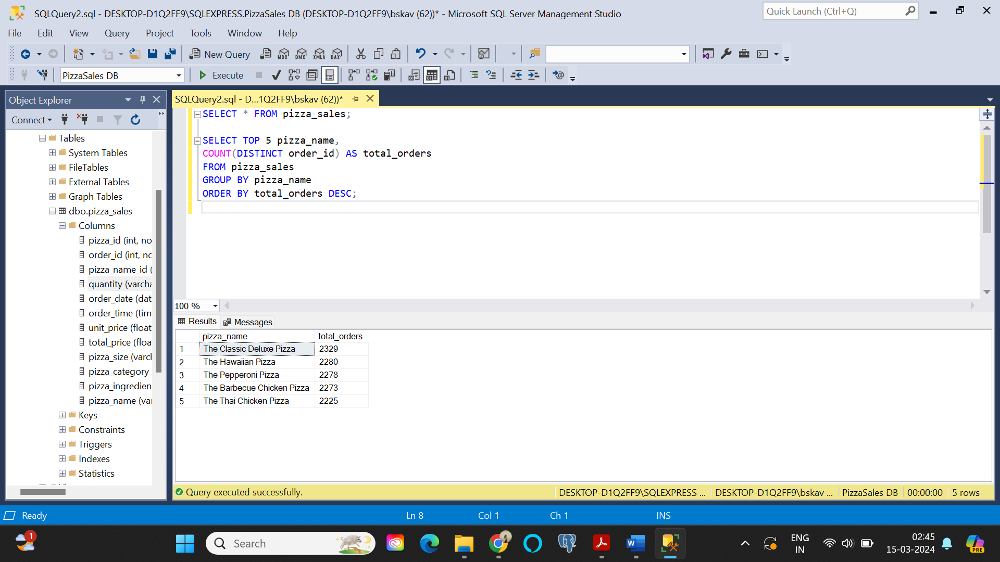 SQLQuery2.sql - DESKTOP-D1Q2FF9\SQLEXPRESS.PizzaSales DB (DESKTOP-D1Q2FF9\bskav (62))* - Microsoft SQL Server Management Studio
Quick Launch (Ctrl+Q)
File Edit View Query Project Tools Window Help
New Query MDX DMX XMLA DAX
PizzaSales DB Execute
Object Explorer
Connect
Tables
System Tables
FileTables
External Tables
Graph Tables
dbo.pizza_sales
Columns
pizza_id (int, no
order_id (int, no
pizza_name_id (
quantity (varcha
order_date (dat
order_time (tim
unit_price (float
total_price (floa
pizza_size (varcl
pizza_category
pizza_ingredien
pizza_name (vai
Keys
Constraints
Triggers
Indexes
Statistics
SQLQuery2.sql - D...1Q2FF9\bskav (62))*
SELECT * FROM pizza_sales;
SELECT TOP 5 pizza_name,
COUNT(DISTINCT order_id) AS total_orders
FROM pizza_sales
GROUP BY pizza_name
ORDER BY total_orders DESC;
100 %
Results Messages
pizza_name total_orders
1 The Classic Deluxe Pizza 2329
2 The Hawaiian Pizza 2280
3 The Pepperoni Pizza 2278
4 The Barbecue Chicken Pizza 2273
5 The Thai Chicken Pizza 2225
Query executed successfully. DESKTOP-D1Q2FF9\SQLEXPRESS ... DESKTOP-D1Q2FF9\bskav ... PizzaSales DB 00:00:00 5 rows
Ready Ln 8 Col 1 Ch 1 INS
1 Search ENG IN 02:45 15-03-2024 PRE